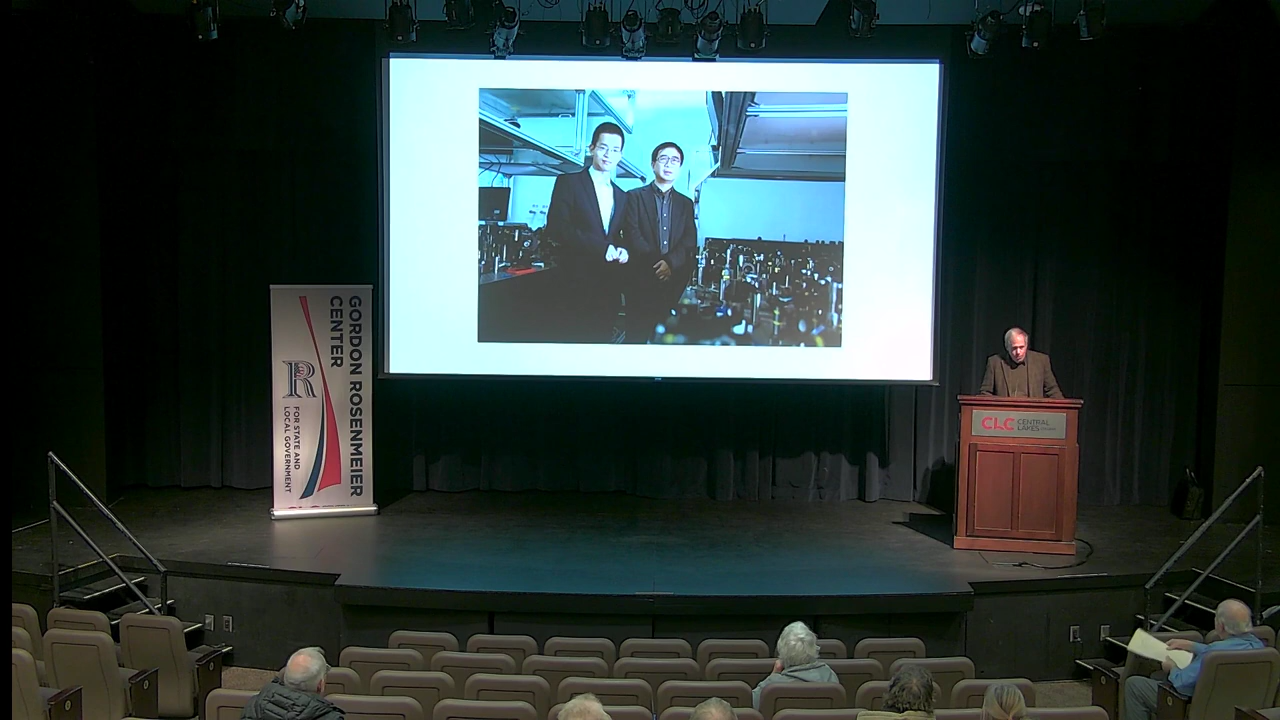 GORDON ROSENMEIER
CENTER
R
FOR STATE AND
LOCAL GOVERNMENT
CLC
CENTRAL
LAKES